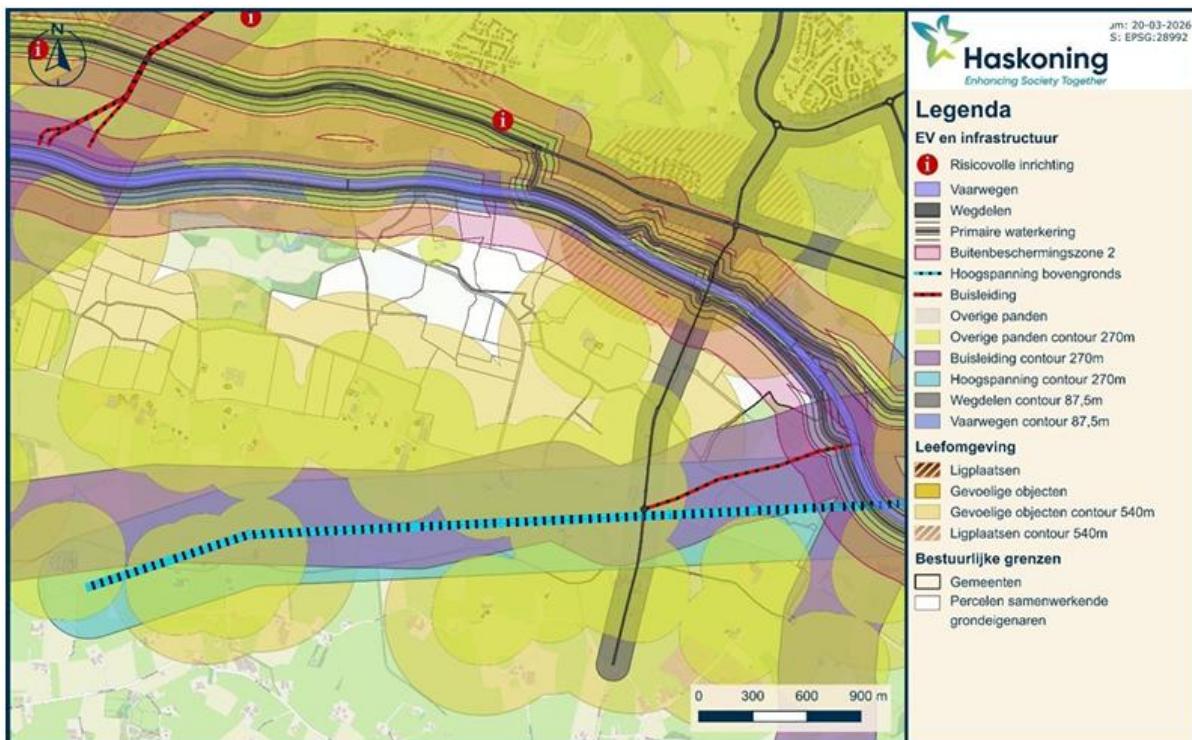 um: 20-03-2026
S: EPSG:28992
Haskoning
Enhancing Society Together
Legenda
EV en infrastructuur
i Risicovolle inrichting
Vaarwegen
Wegdelen
Primaire waterkering
Buitenbeschermingszone 2
Hoogspanning bovengronds
Buisleiding
Overige panden
Overige panden contour 270m
Buisleiding contour 270m
Hoogspanning contour 270m
Wegdelen contour 87,5m
Vaarwegen contour 87,5m
Leefomgeving
Ligplaatsen
Gevoelige objecten
Gevoelige objecten contour 540m
Ligplaatsen contour 540m
Bestuurlijke grenzen
Gemeenten
Percelen samenwerkende
grondeigenaren
i
i
i
N
0 300 600 900 m